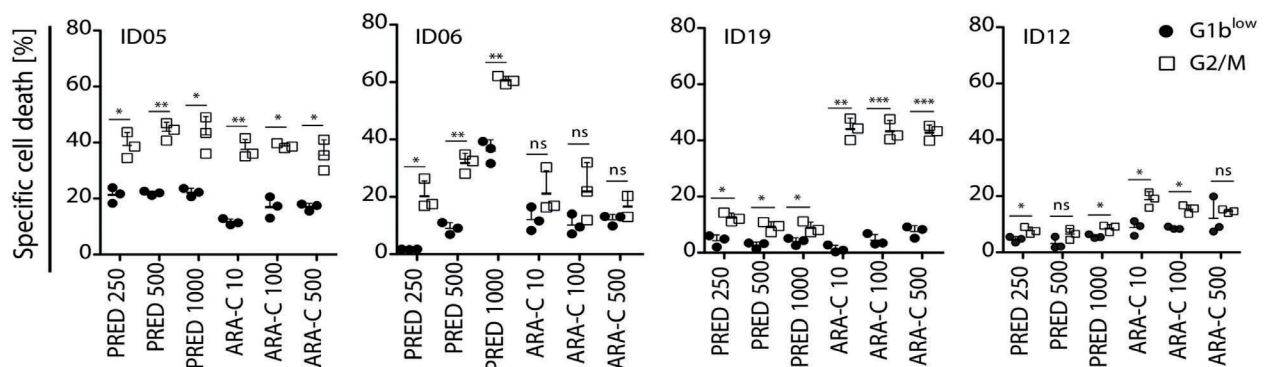 Specific cell death [%]
ID05
80
60
40
20
0
* ** * ** * *
PRED 250
PRED 500
PRED 1000
ARA-C 10
ARA-C 100
ARA-C 500
ID06
80
60
40
20
0
* ** ** ns ns ns
PRED 250
PRED 500
PRED 1000
ARA-C 10
ARA-C 100
ARA-C 500
ID19
80
60
40
20
0
* * * ** *** ***
PRED 250
PRED 500
PRED 1000
ARA-C 10
ARA-C 100
ARA-C 500
ID12
80
60
40
20
0
* ns * * * ns
PRED 250
PRED 500
PRED 1000
ARA-C 10
ARA-C 100
ARA-C 500
G1b^low
G2/M